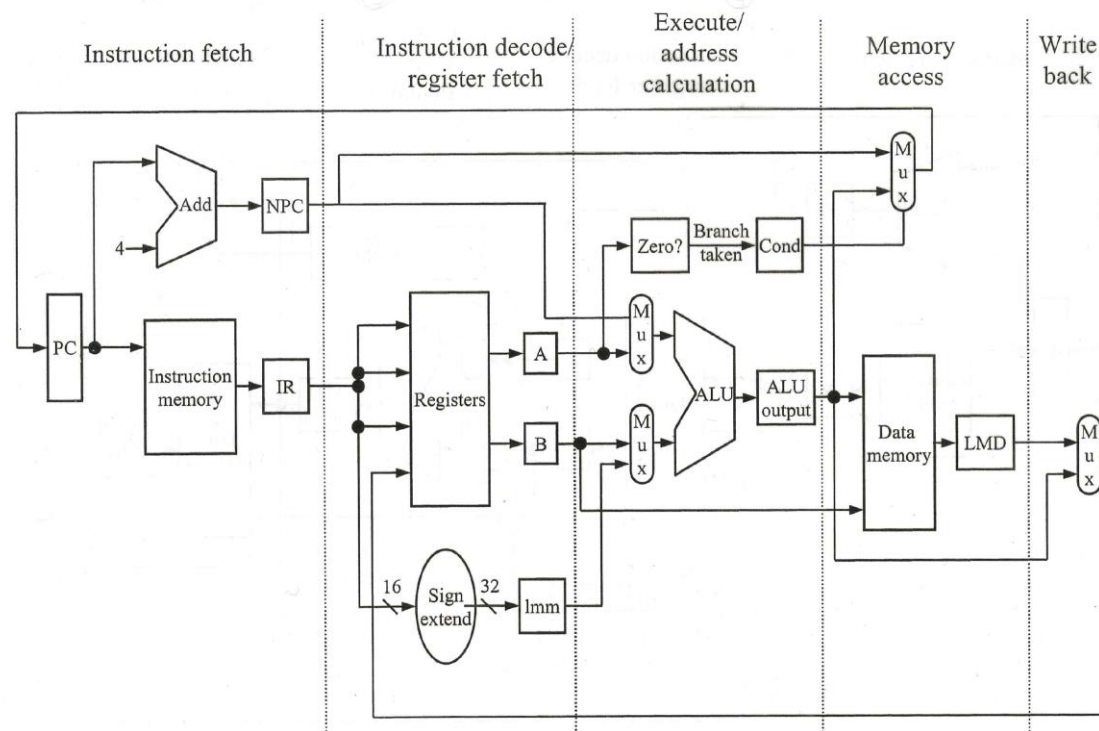 Instruction fetch
Instruction decode/
register fetch
Execute/
address
calculation
Memory
access
Write
back
Add
NPC
4
PC
Instruction
memory
IR
Registers
A
B
16
Sign
extend
32
lmm
Zero?
Branch
taken
Cond
M
u
x
M
u
x
M
u
x
ALU
ALU
output
Data
memory
LMD
M
u
x